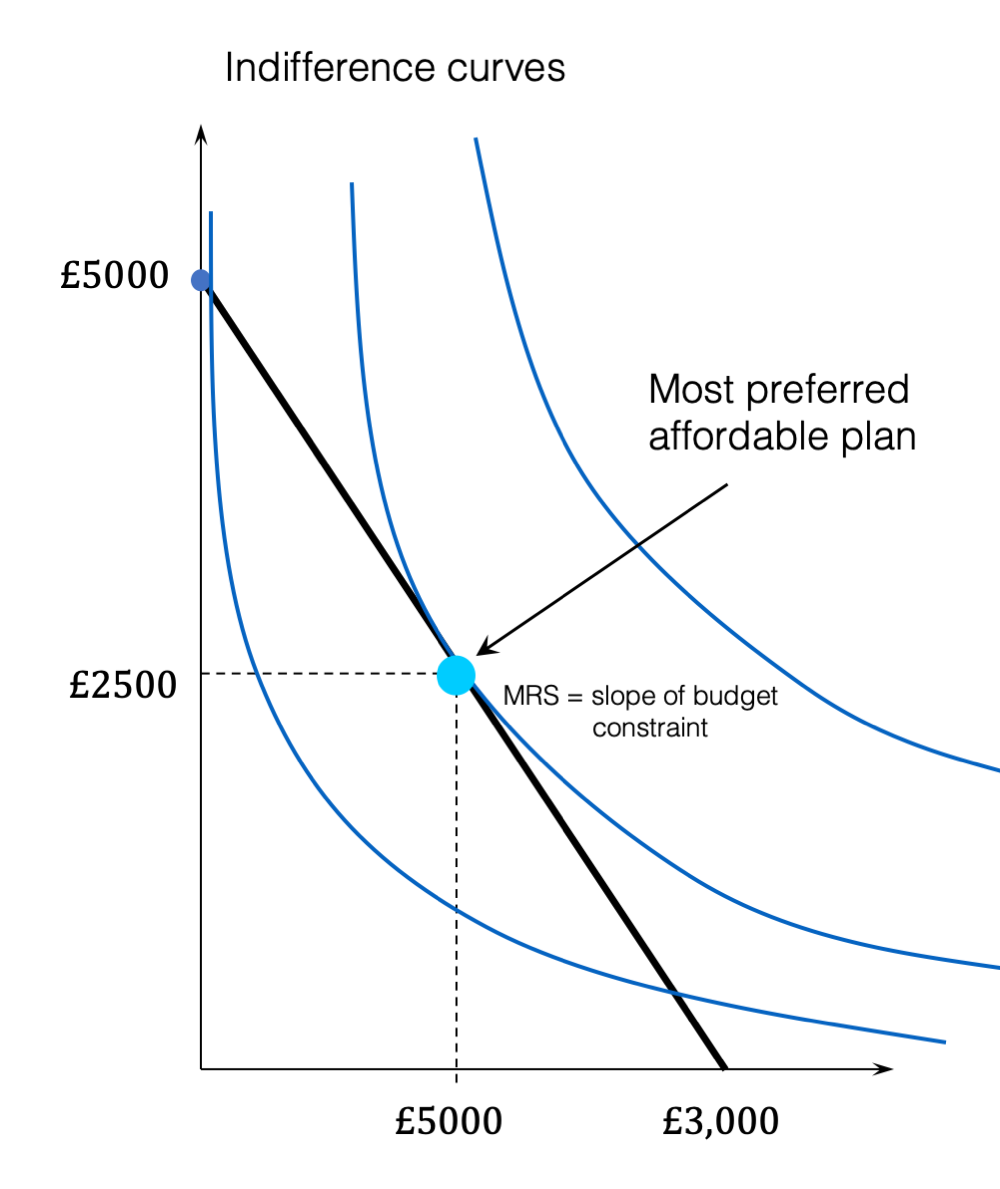 Indifference curves
£5000
Most preferred
affordable plan
£2500
MRS = slope of budget
constraint
£5000
£3,000